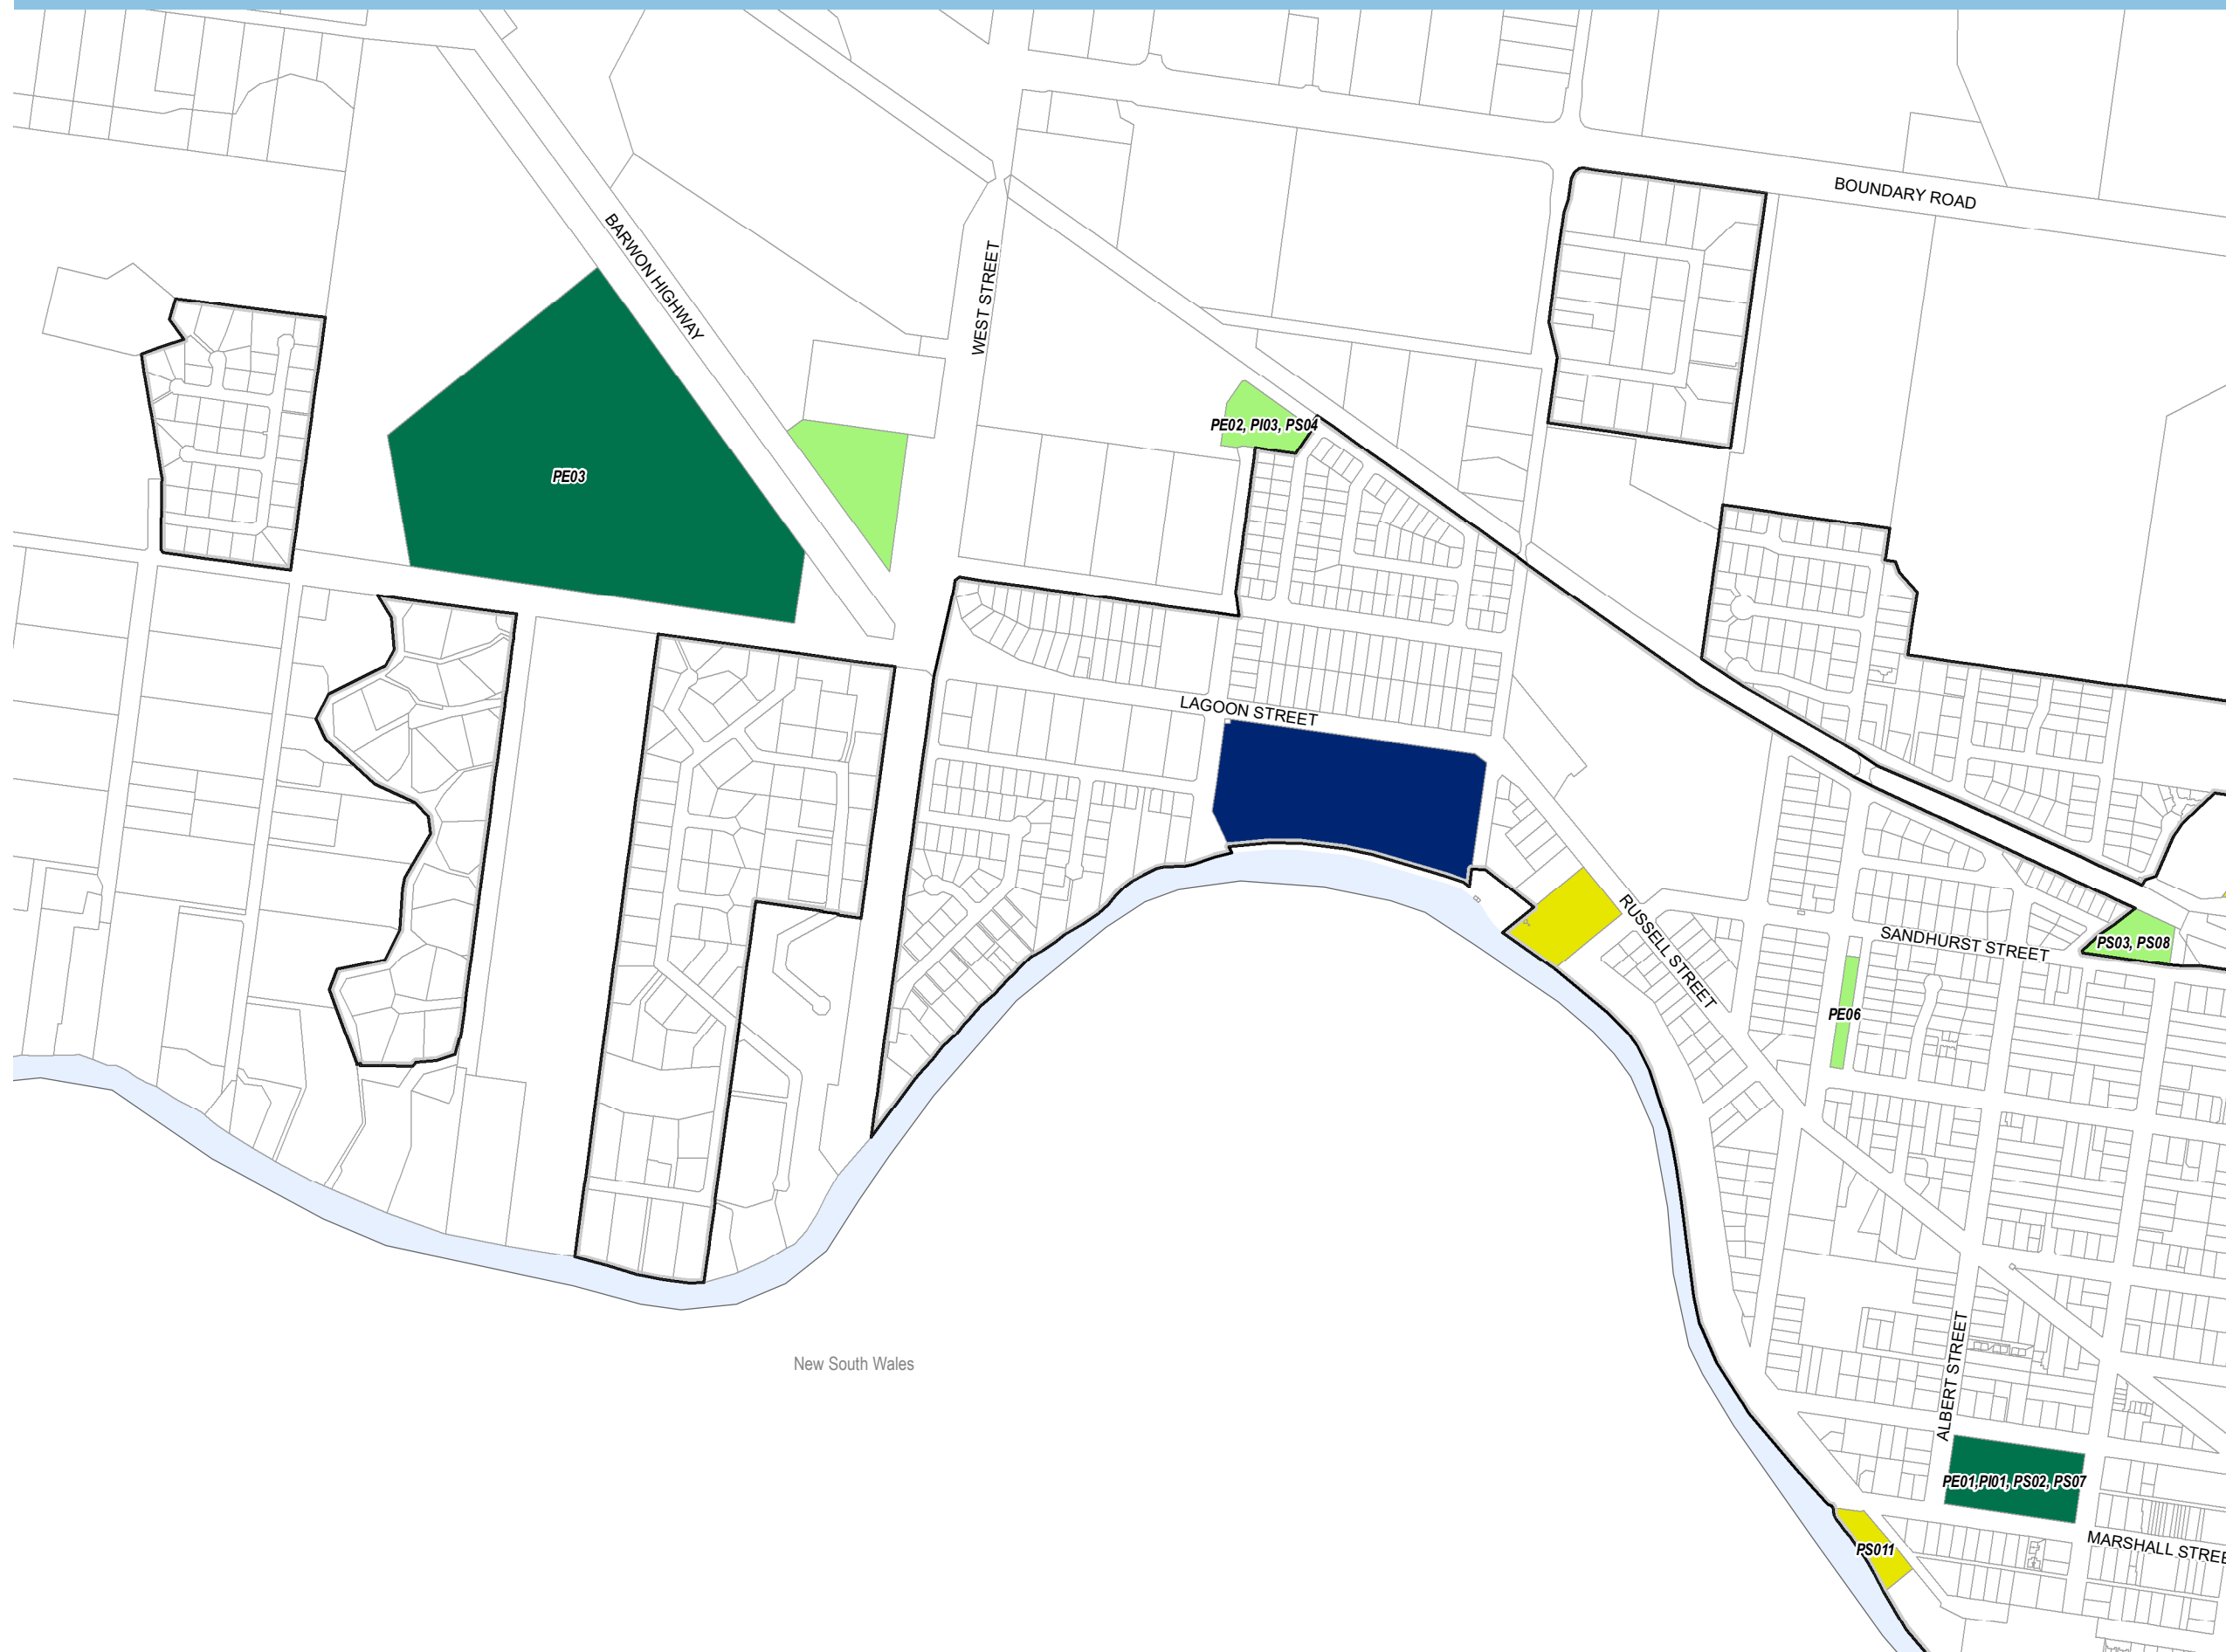 BOUNDARY ROAD
BARWON HIGHWAY
WEST STREET
PE02, PI03, PS04
PE03
LAGOON STREET
RUSSELL STREET
SANDHURST STREET
PS03, PS08
PE06
New South Wales
ALBERT STREET
PE01,PI01, PS02, PS07
MARSHALL STREE
PS011